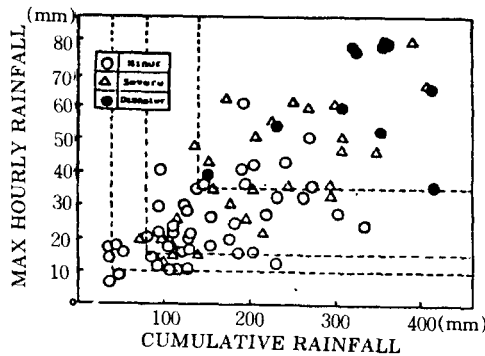 (mm)
80
60
50
40
30
20
10
0
100
200
300
400(mm)
MAX HOURLY RAINFALL
CUMULATIVE RAINFALL
Minor
Severe
Disaster